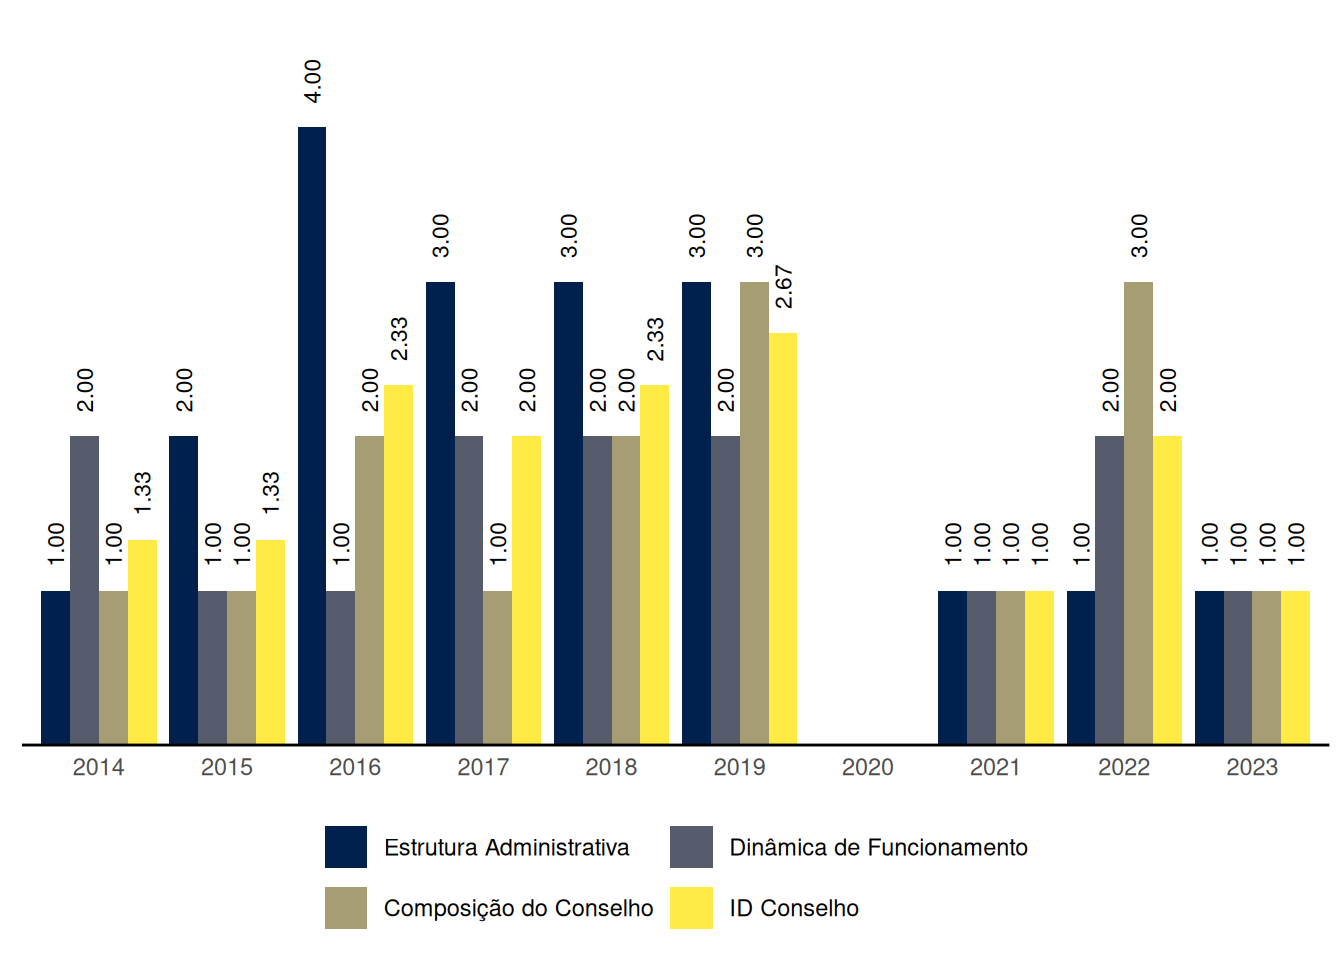 4.00
3.00 3.00 3.00 3.00 3.00
2.67
2.33 2.33
2.00 2.00 2.00 2.00 2.00 2.00 2.00 2.00 2.00 2.00
1.33 1.33
1.00 1.00 1.00 1.00 1.00 1.00 1.00 1.00 1.00 1.00 1.00 1.00 1.00 1.00 1.00
2014 2015 2016 2017 2018 2019 2020 2021 2022 2023
Estrutura Administrativa Dinâmica de Funcionamento
Composição do Conselho ID Conselho